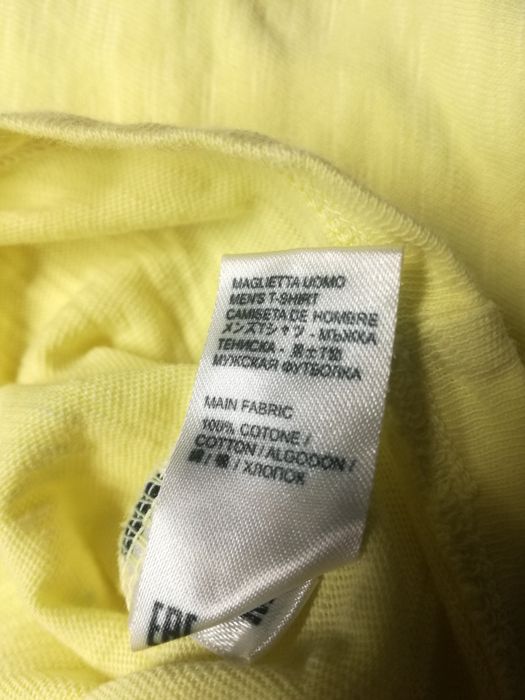 MAGLIETTA UOMO
MEN'S T-SHIRT
CAMISETA DE HOMBRE
メンズTシャツ - МЪЖКА
ТЕНИСКА - 男士T恤
МУЖСКАЯ ФУТБОЛКА
MAIN FABRIC
100% COTONE /
COTTON / ALGODON /
綿 / 棉 / ХЛОПОК